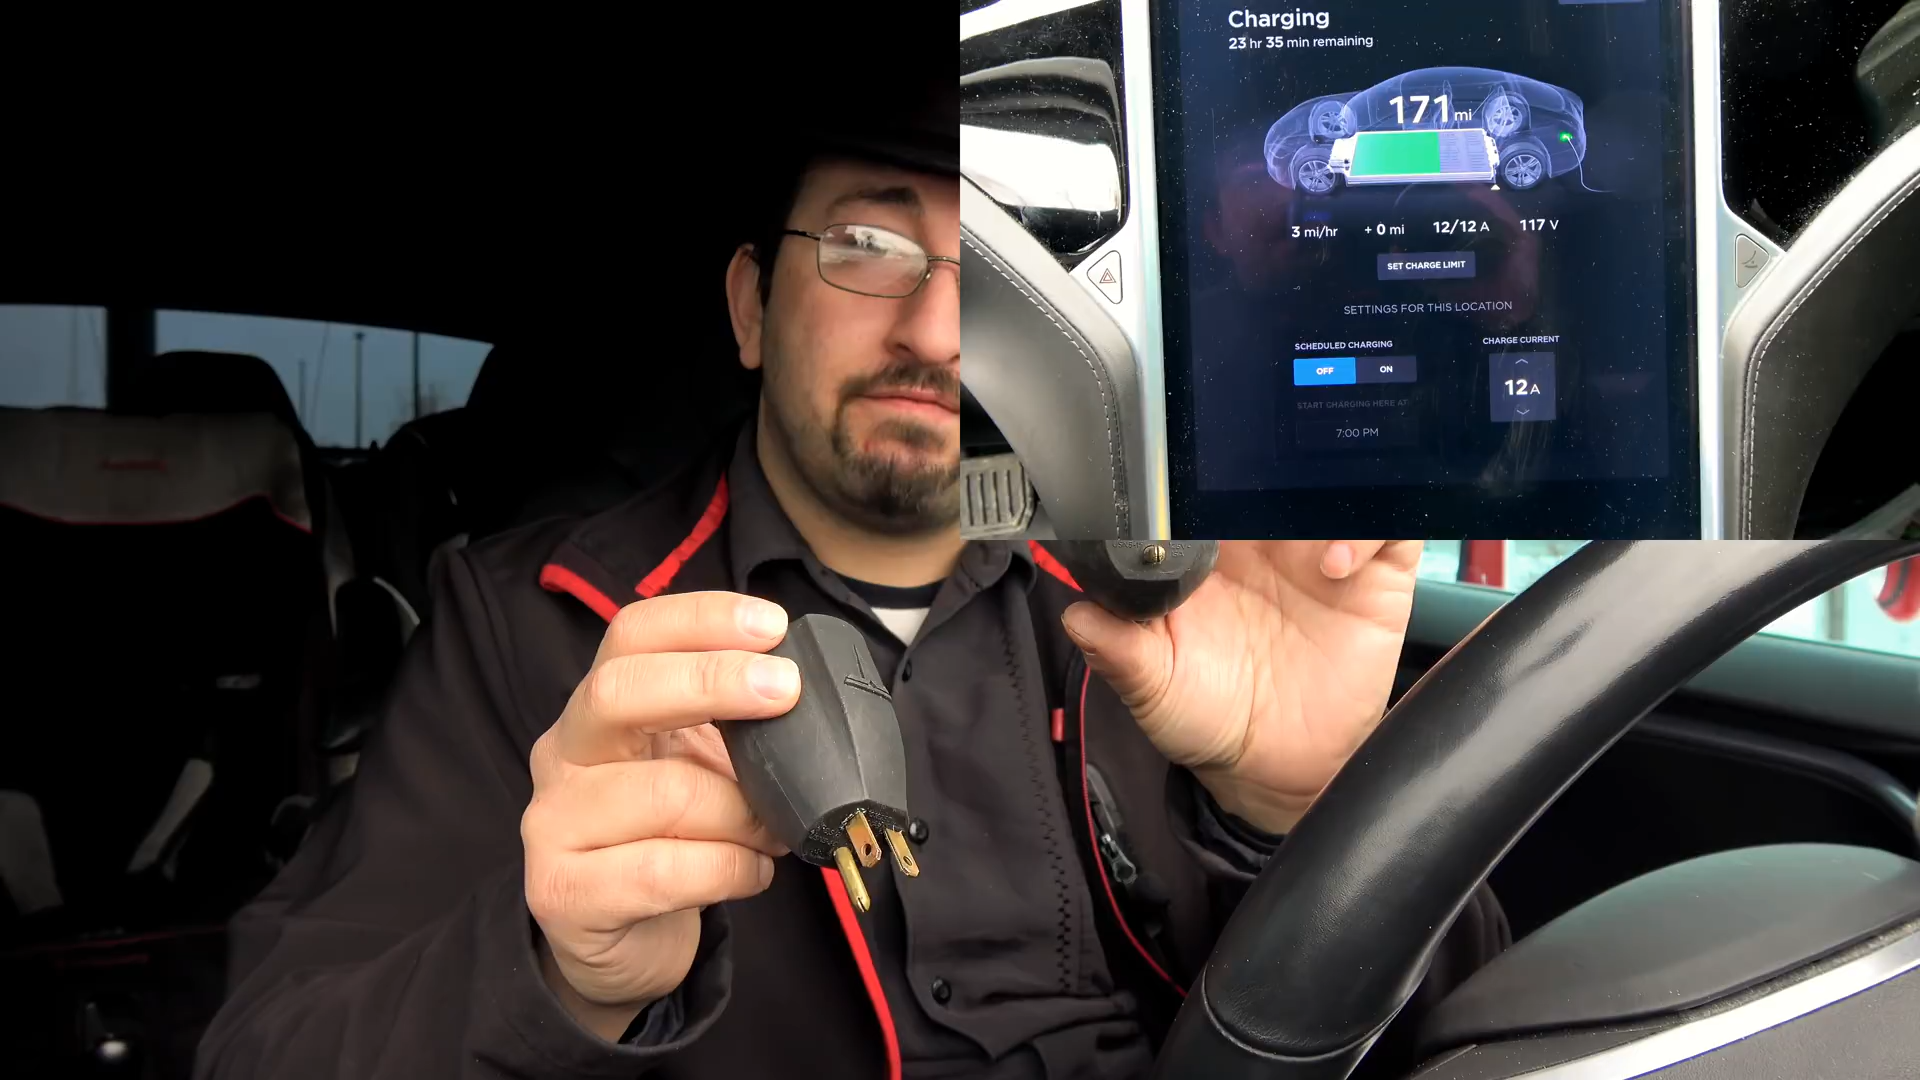 Charging
23 hr 35 min remaining
171 mi
3 mi/hr + 0 mi 12/12 A 117 V
SET CHARGE LIMIT
SETTINGS FOR THIS LOCATION
SCHEDULED CHARGING
CHARGE CURRENT
OFF ON
12 A
START CHARGING HERE AT
7:00 PM